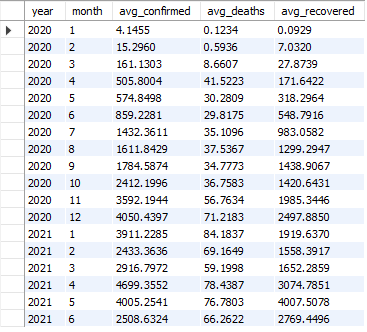 year month avg_confirmed avg_deaths avg_recovered
2020 1 4.1455 0.1234 0.0929
2020 2 15.2960 0.5936 7.0320
2020 3 161.1303 8.6607 27.8739
2020 4 505.8004 41.5223 171.6422
2020 5 574.8498 30.2809 318.2964
2020 6 859.2281 29.8175 548.7916
2020 7 1432.3611 35.1096 983.0582
2020 8 1611.8429 37.5367 1299.2947
2020 9 1784.5874 34.7773 1438.9067
2020 10 2412.1996 36.7583 1420.6431
2020 11 3592.1944 56.7634 1985.3446
2020 12 4050.4397 71.2183 2497.8850
2021 1 3911.2285 84.1837 1919.6370
2021 2 2433.3636 69.1649 1558.3917
2021 3 2916.7972 59.1998 1652.2859
2021 4 4699.3552 78.4387 3074.7851
2021 5 4005.2541 76.7803 4007.5078
2021 6 2508.6324 66.2622 2769.4496